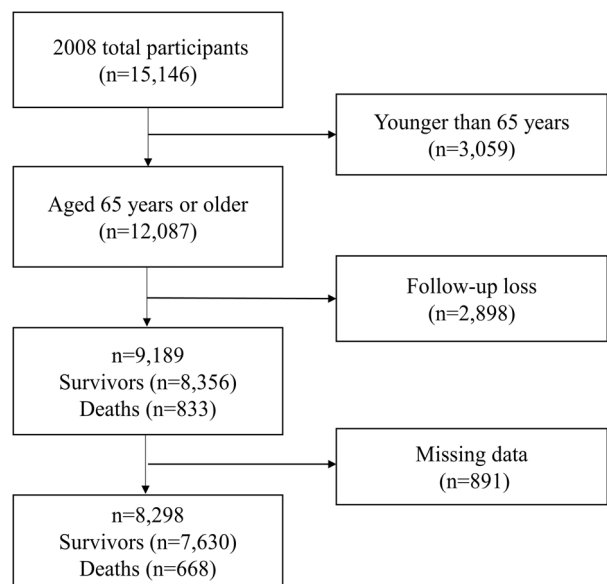 2008 total participants
(n=15,146)
Younger than 65 years
(n=3,059)
Aged 65 years or older
(n=12,087)
Follow-up loss
(n=2,898)
n=9,189
Survivors (n=8,356)
Deaths (n=833)
Missing data
(n=891)
n=8,298
Survivors (n=7,630)
Deaths (n=668)